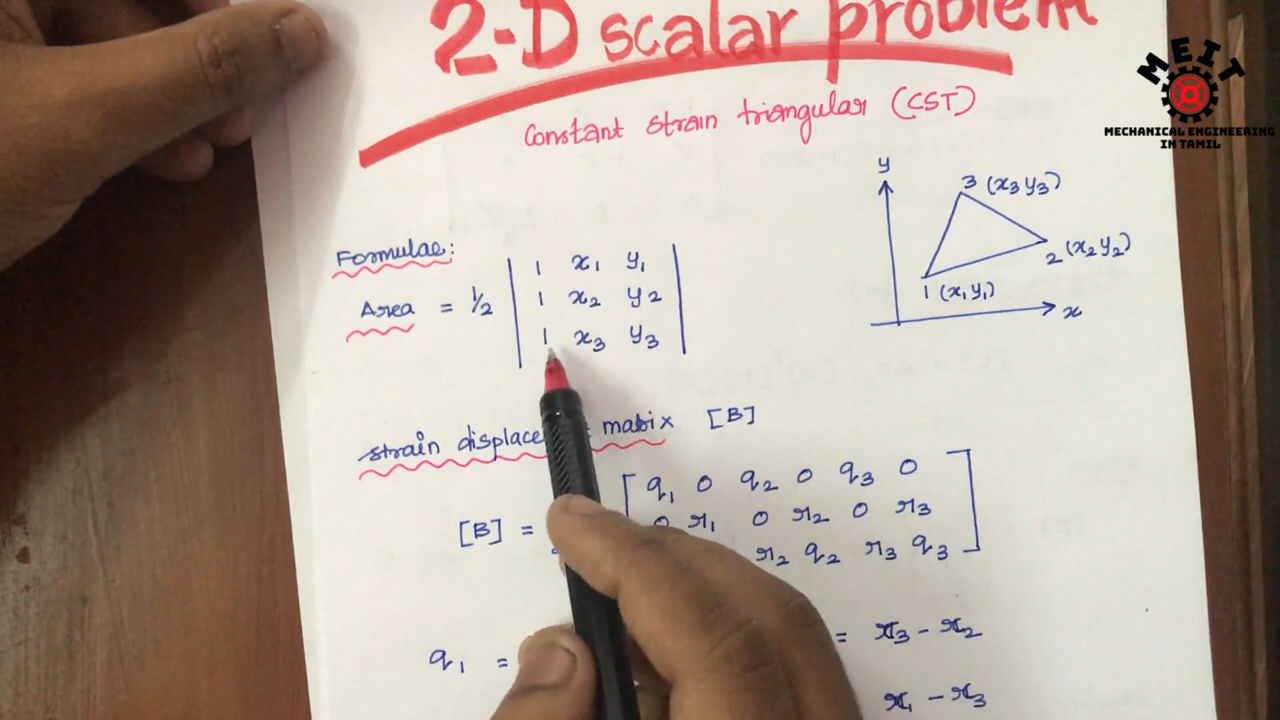 2-D scalar problem
Constant strain triangular (CST)
MEIT
MECHANICAL ENGINEERING
IN TAMIL
y
3 (x₃ y₃)
2 (x₂ y₂)
1 (x₁ y₁)
x
Formulae:
Area = 1/2 | 1 x₁ y₁
1 x₂ y₂
1 x₃ y₃ |
strain matrix [B]
[B] = [ q₁ 0 q₂ 0 q₃ 0
0 r₁ 0 r₂ 0 r₃
r₂ q₂ r₃ q₃ ]
q₁ = = x₃ - x₂
x₁ - x₃